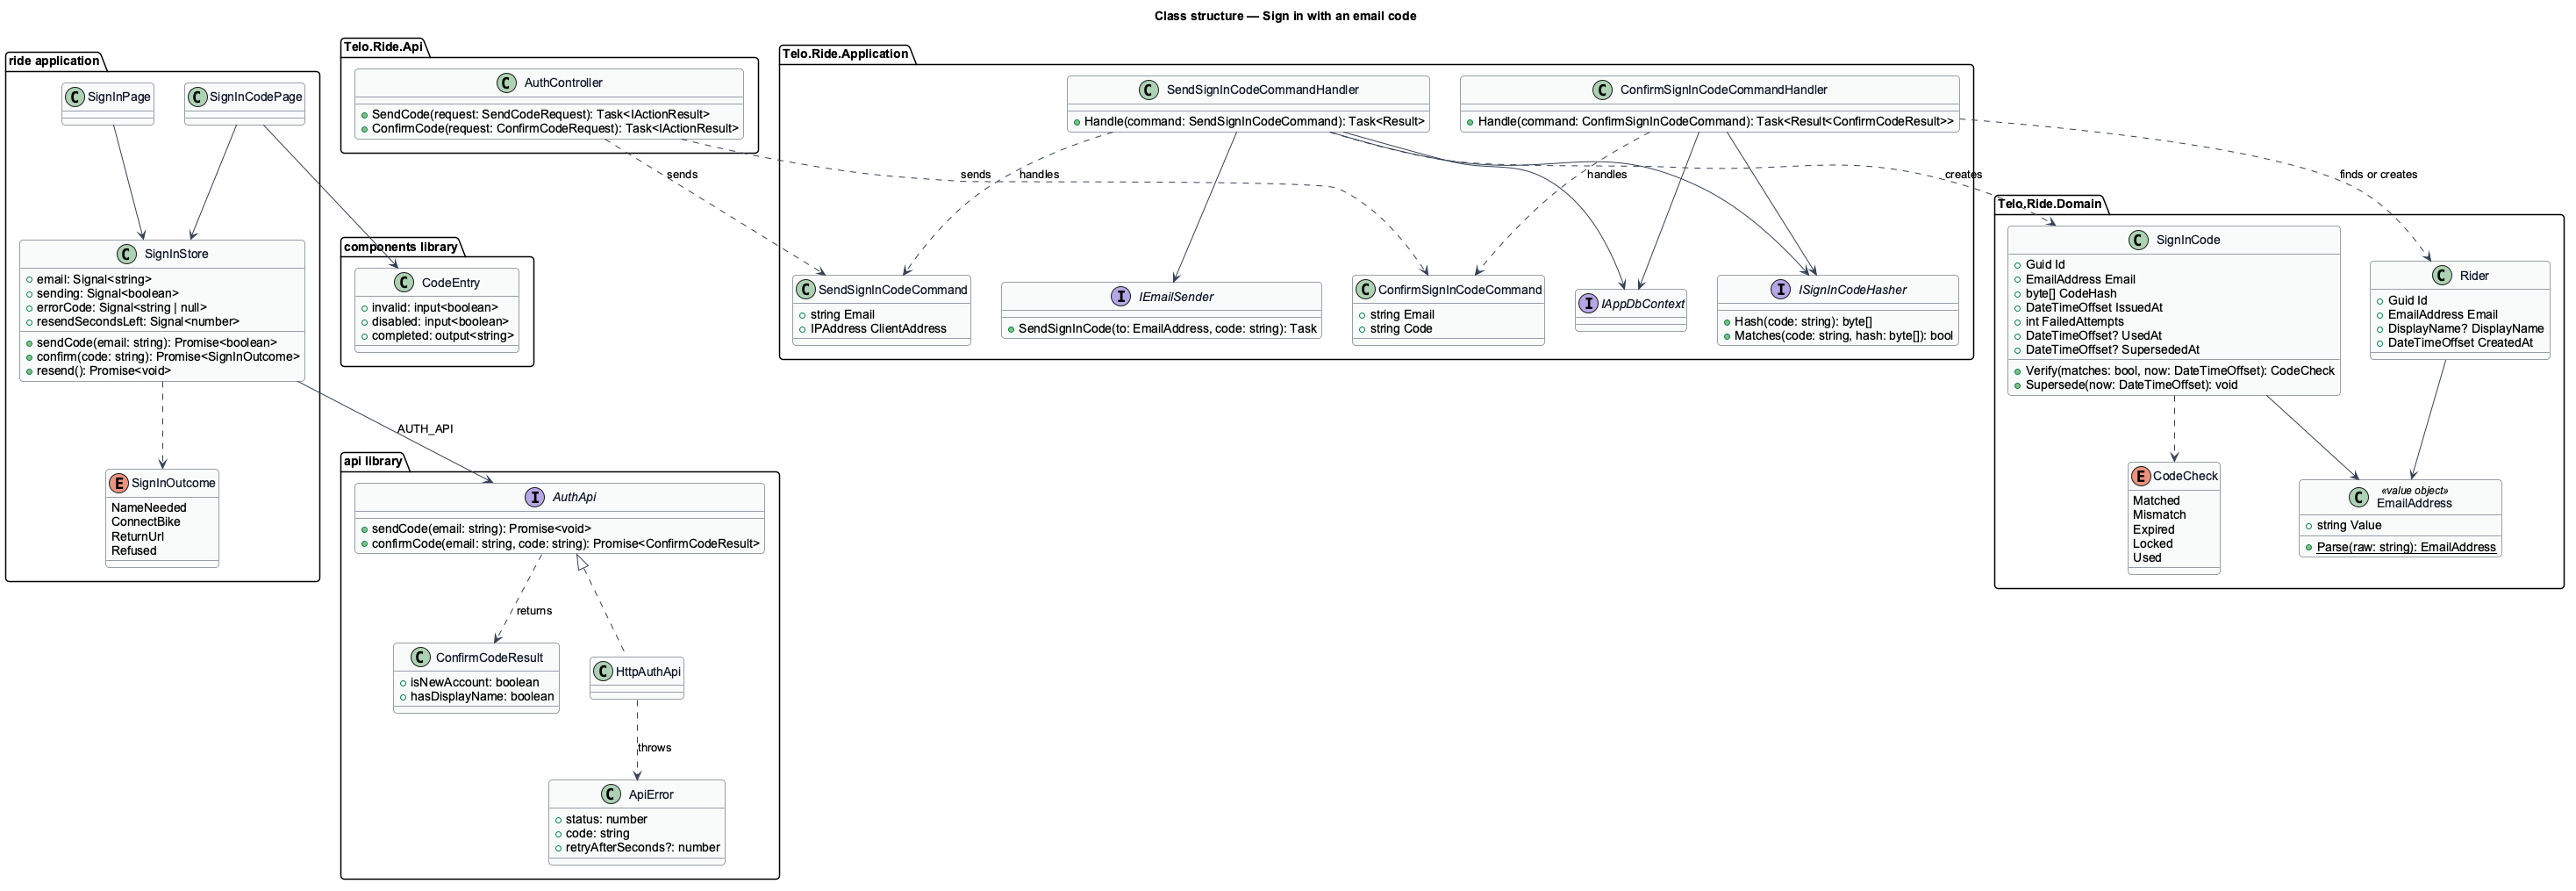 Class structure — Sign in with an email code
ride application
C SignInPage
C SignInCodePage
C SignInStore
email: Signal<string>
sending: Signal<boolean>
errorCode: Signal<string | null>
resendSecondsLeft: Signal<number>
sendCode(email: string): Promise<boolean>
confirm(code: string): Promise<SignInOutcome>
resend(): Promise<void>
E SignInOutcome
NameNeeded
ConnectBike
ReturnUrl
Refused
Telo.Ride.Api
C AuthController
SendCode(request: SendCodeRequest): Task<IActionResult>
ConfirmCode(request: ConfirmCodeRequest): Task<IActionResult>
components library
C CodeEntry
invalid: input<boolean>
disabled: input<boolean>
completed: output<string>
AUTH_API
api library
I AuthApi
sendCode(email: string): Promise<void>
confirmCode(email: string, code: string): Promise<ConfirmCodeResult>
returns
C ConfirmCodeResult
isNewAccount: boolean
hasDisplayName: boolean
C HttpAuthApi
throws
C ApiError
status: number
code: string
retryAfterSeconds?: number
Telo.Ride.Application
C SendSignInCodeCommandHandler
Handle(command: SendSignInCodeCommand): Task<Result>
C ConfirmSignInCodeCommandHandler
Handle(command: ConfirmSignInCodeCommand): Task<Result<ConfirmCodeResult>>
sends
sends
handles
handles
creates
finds or creates
C SendSignInCodeCommand
string Email
IPAddress ClientAddress
I IEmailSender
SendSignInCode(to: EmailAddress, code: string): Task
C ConfirmSignInCodeCommand
string Email
string Code
I IAppDbContext
I ISignInCodeHasher
Hash(code: string): byte[]
Matches(code: string, hash: byte[]): bool
Telo.Ride.Domain
C SignInCode
Guid Id
EmailAddress Email
byte[] CodeHash
DateTimeOffset IssuedAt
int FailedAttempts
DateTimeOffset? UsedAt
DateTimeOffset? SupersededAt
Verify(matches: bool, now: DateTimeOffset): CodeCheck
Supersede(now: DateTimeOffset): void
C Rider
Guid Id
EmailAddress Email
DisplayName? DisplayName
DateTimeOffset CreatedAt
E CodeCheck
Matched
Mismatch
Expired
Locked
Used
«value object»
C EmailAddress
string Value
Parse(raw: string): EmailAddress